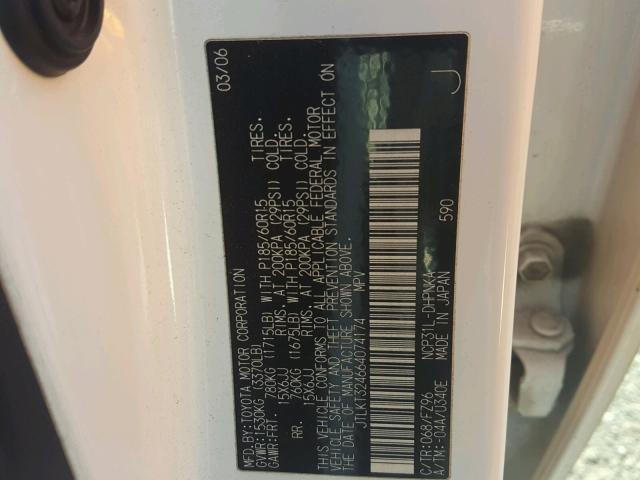 MFD.BY:TOYOTA MOTOR CORPORATION 03/06
GVWR:1530KG (3370LB)
GAWR:FRT. 780KG (1715LB) WITH P185/60R15 TIRES.
15X6JJ RIMS, AT 200KPA (29PSI) COLD.
RR. 760KG (1675LB) WITH P185/60R15 TIRES.
15X6JJ RIMS, AT 200KPA (29PSI) COLD.
THIS VEHICLE CONFORMS TO ALL APPLICABLE FEDERAL MOTOR
VEHICLE SAFETY AND THEFT PREVENTION STANDARDS IN EFFECT ON
THE DATE OF MANUFACTURE SHOWN ABOVE.
JTLKT324664074174 MPV
J
C/TR:068/FZ96 NCP31L-DHPNKA 590
A/TM:-04A/U340E MADE IN JAPAN